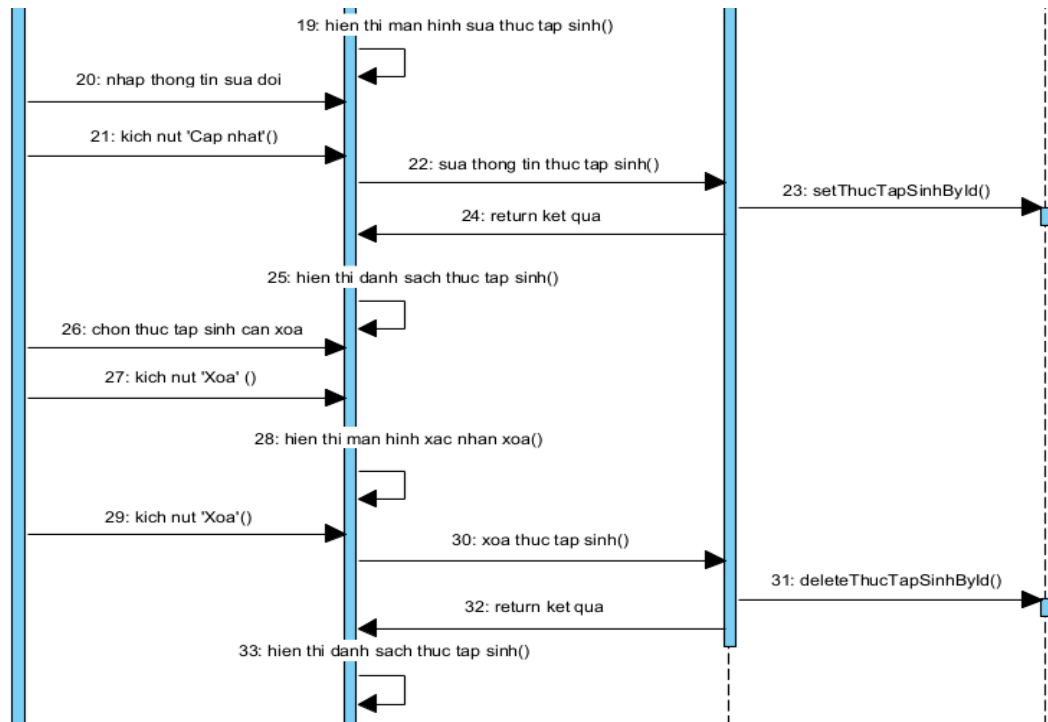 19: hien thi man hinh sua thuc tap sinh()
20: nhap thong tin sua doi
21: kich nut 'Cap nhat'()
22: sua thong tin thuc tap sinh()
23: setThucTapSinhById()
24: return ket qua
25: hien thi danh sach thuc tap sinh()
26: chon thuc tap sinh can xoa
27: kich nut 'Xoa' ()
28: hien thi man hinh xac nhan xoa()
29: kich nut 'Xoa'()
30: xoa thuc tap sinh()
31: deleteThucTapSinhById()
32: return ket qua
33: hien thi danh sach thuc tap sinh()